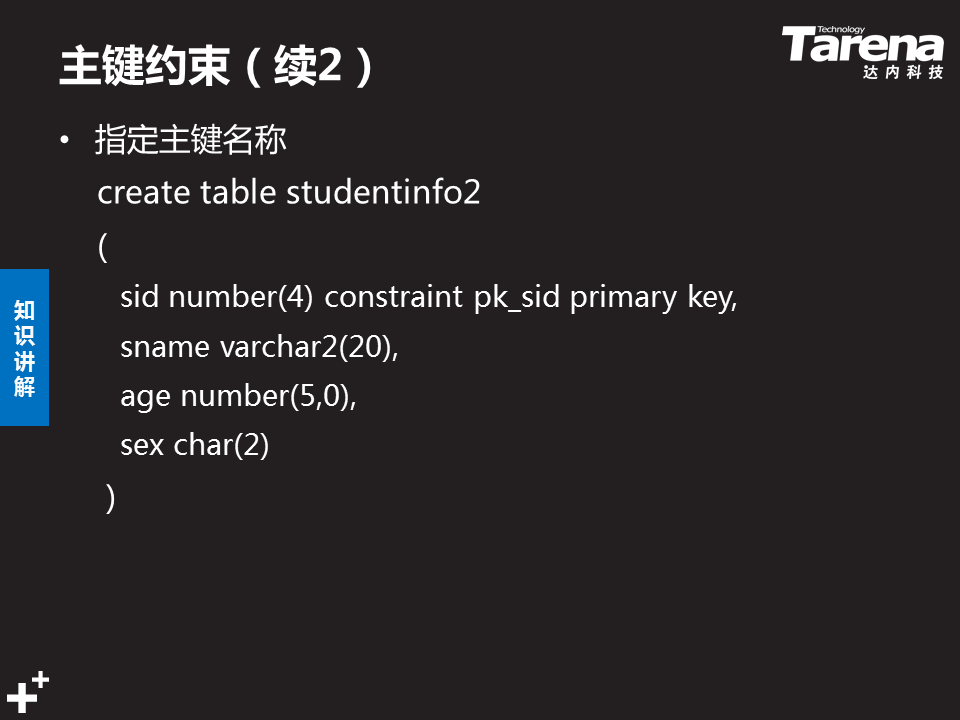 主键约束（续2）
Technology
Tarena
达内科技
• 指定主键名称
create table studentinfo2
(
sid number(4) constraint pk_sid primary key,
sname varchar2(20),
age number(5,0),
sex char(2)
)
知识讲解